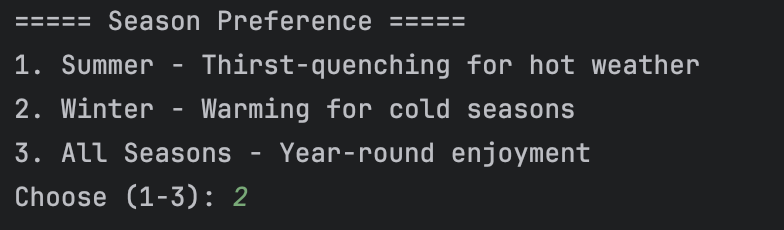 ===== Season Preference =====
1. Summer - Thirst-quenching for hot weather
2. Winter - Warming for cold seasons
3. All Seasons - Year-round enjoyment
Choose (1-3): 2